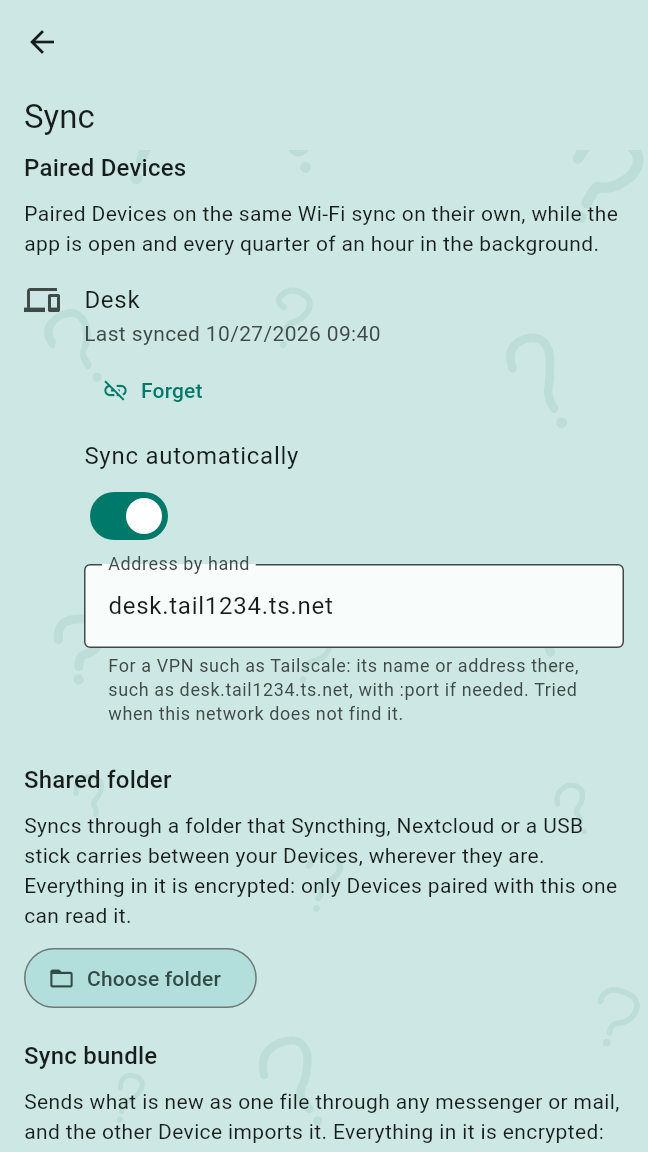 Sync
Paired Devices
Paired Devices on the same Wi-Fi sync on their own, while the
app is open and every quarter of an hour in the background.
Desk
Last synced 10/27/2026 09:40
Forget
Sync automatically
Address by hand
desk.tail1234.ts.net
For a VPN such as Tailscale: its name or address there,
such as desk.tail1234.ts.net, with :port if needed. Tried
when this network does not find it.
Shared folder
Syncs through a folder that Syncthing, Nextcloud or a USB
stick carries between your Devices, wherever they are.
Everything in it is encrypted: only Devices paired with this one
can read it.
Choose folder
Sync bundle
Sends what is new as one file through any messenger or mail,
and the other Device imports it. Everything in it is encrypted: